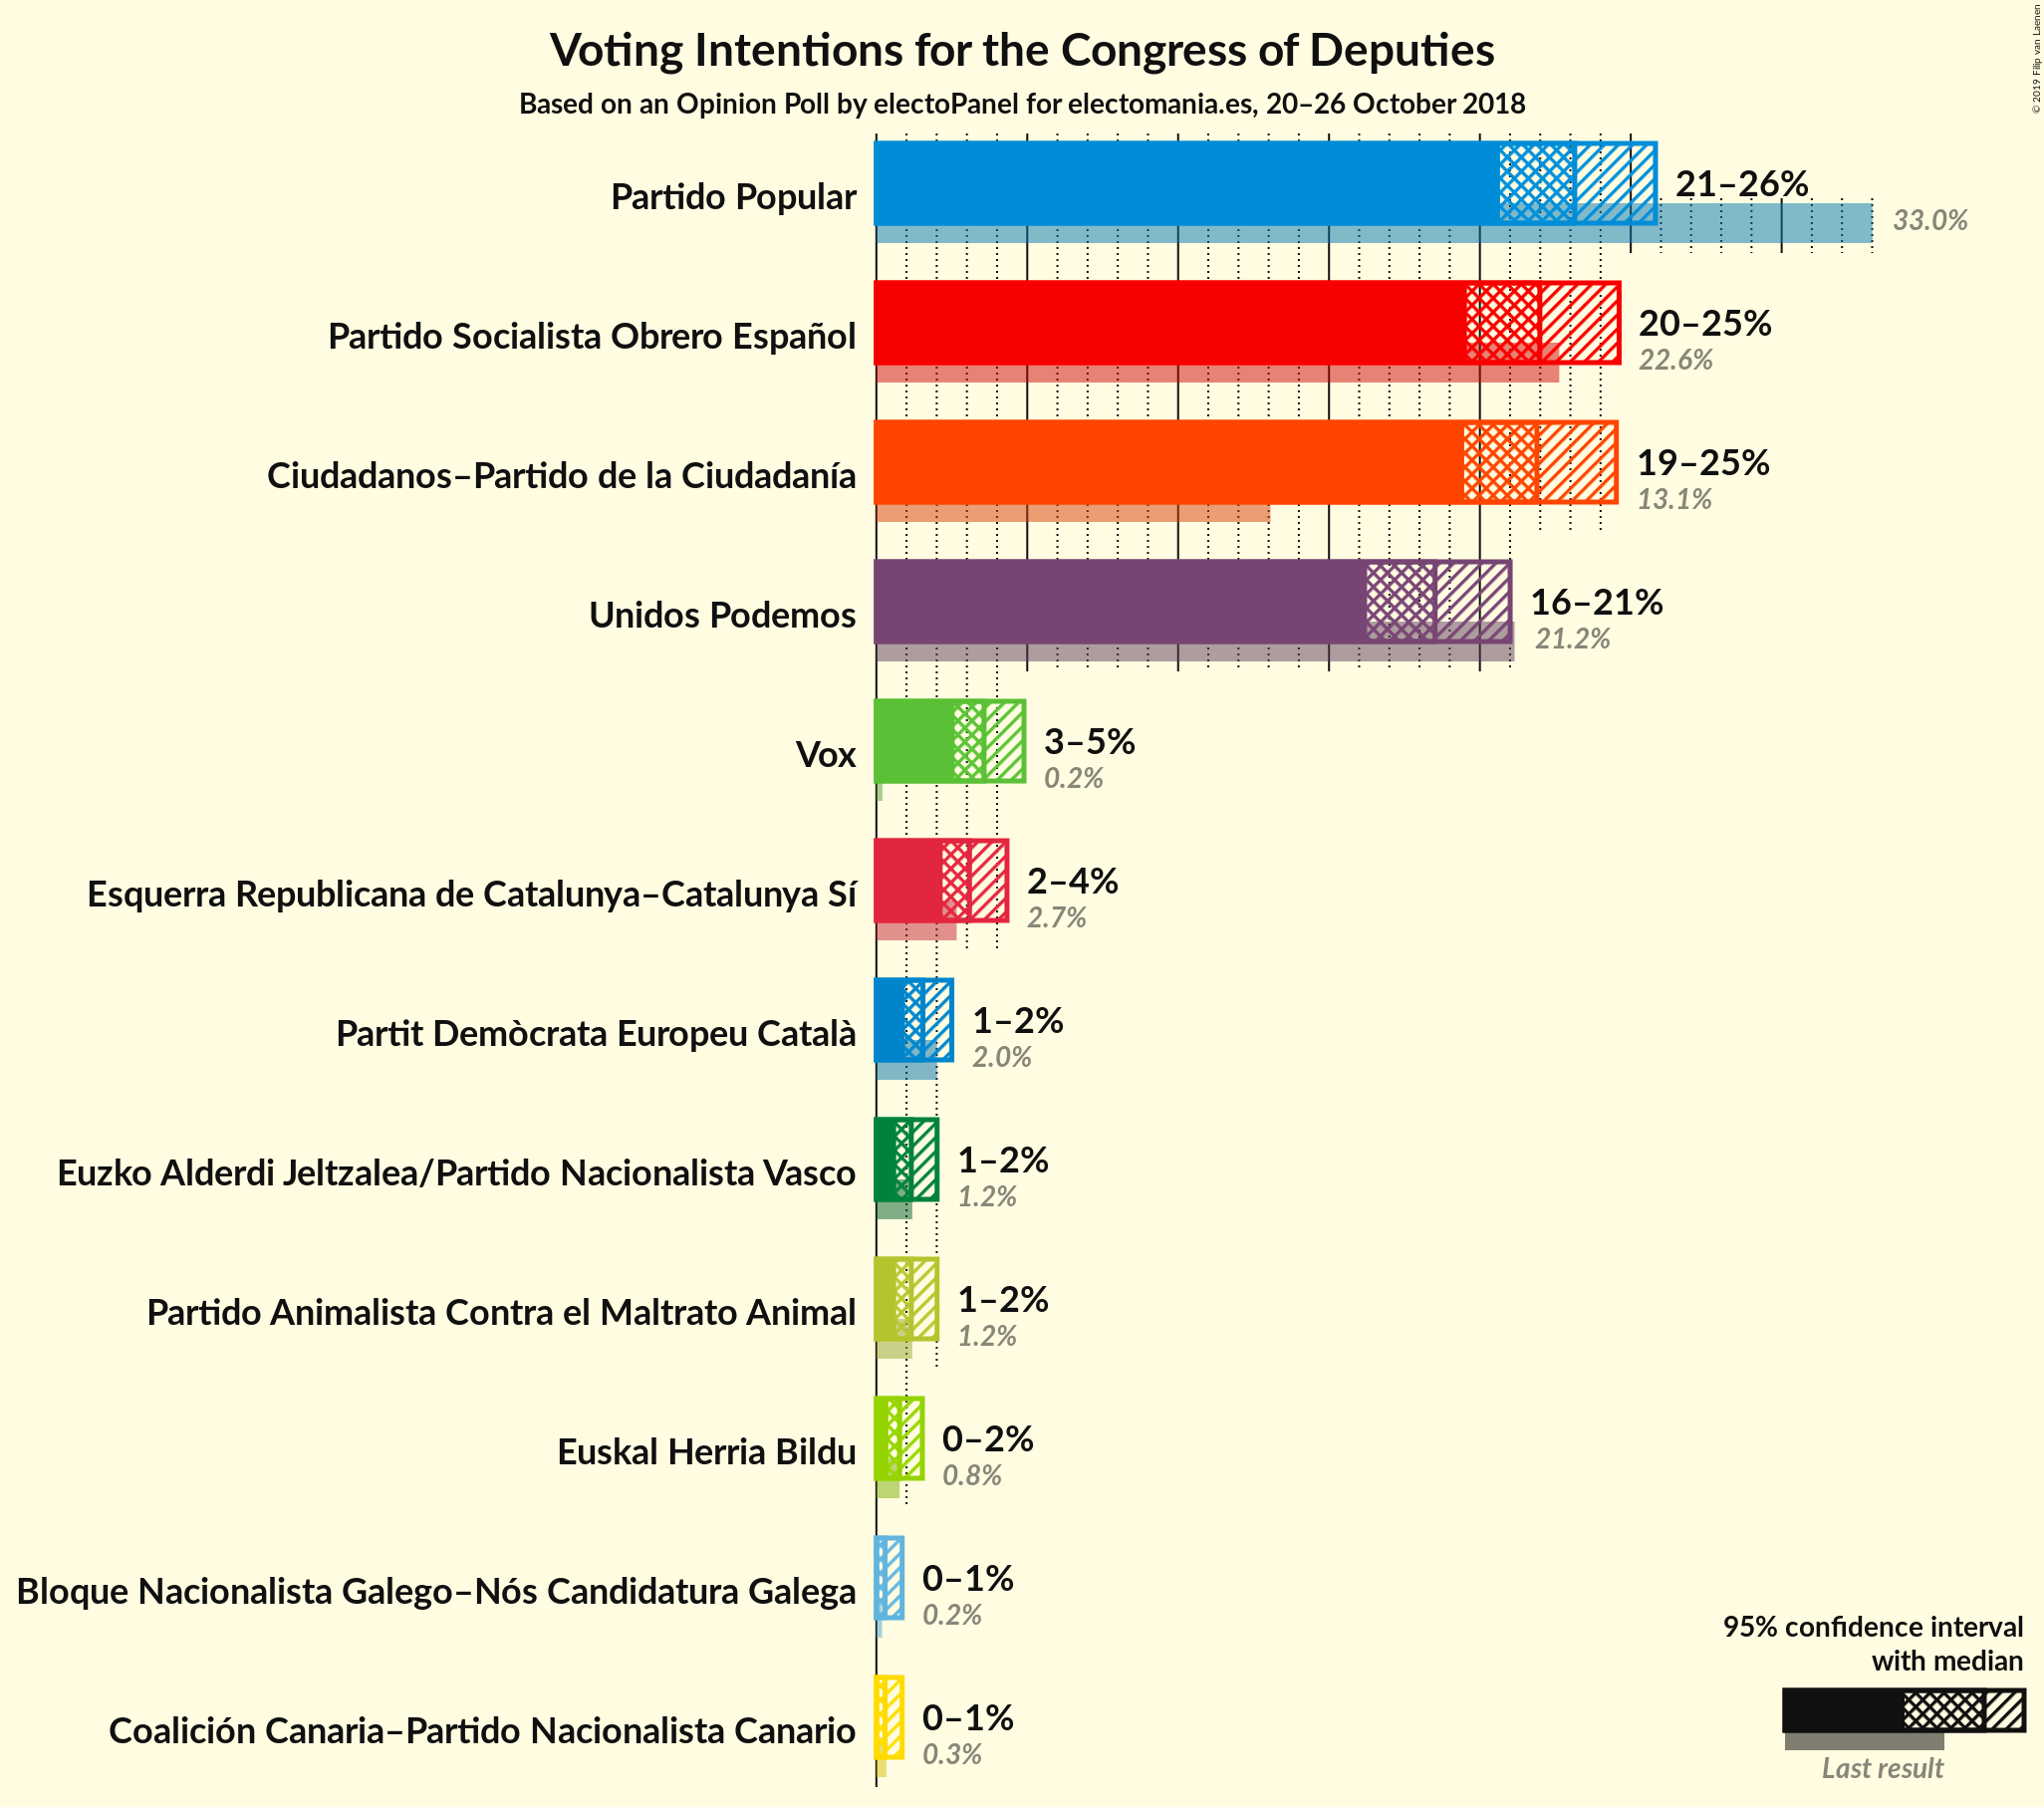 Voting Intentions for the Congress of Deputies
Based on an Opinion Poll by electoPanel for electomania.es, 20–26 October 2018
© 2019 Filip van Laenen
Partido Popular
21–26%
33.0%
Partido Socialista Obrero Español
20–25%
22.6%
Ciudadanos–Partido de la Ciudadanía
19–25%
13.1%
Unidos Podemos
16–21%
21.2%
Vox
3–5%
0.2%
Esquerra Republicana de Catalunya–Catalunya Sí
2–4%
2.7%
Partit Demòcrata Europeu Català
1–2%
2.0%
Euzko Alderdi Jeltzalea/Partido Nacionalista Vasco
1–2%
1.2%
Partido Animalista Contra el Maltrato Animal
1–2%
1.2%
Euskal Herria Bildu
0–2%
0.8%
Bloque Nacionalista Galego–Nós Candidatura Galega
0–1%
0.2%
Coalición Canaria–Partido Nacionalista Canario
0–1%
0.3%
95% confidence interval
with median
Last result